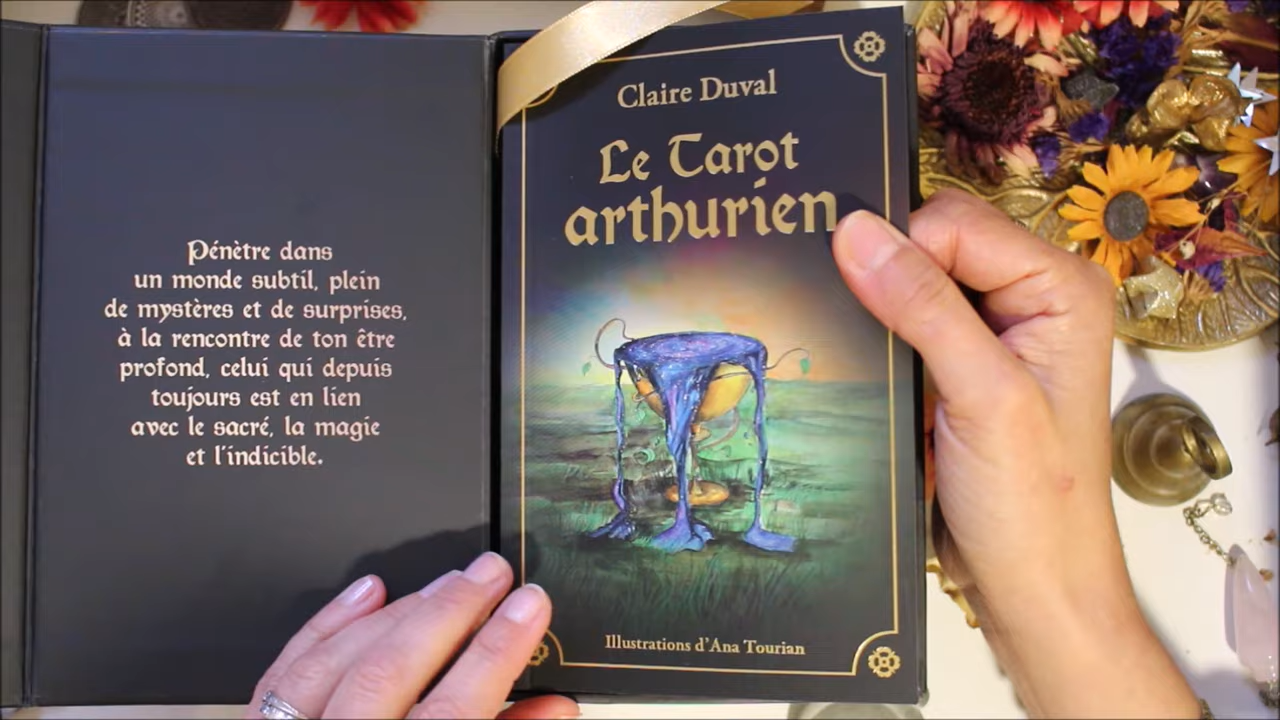 Pénètre dans
un monde subtil, plein
de mystères et de surprises,
à la rencontre de ton être
profond, celui qui depuis
toujours est en lien
avec le sacré, la magie
et l'indicible.
Claire Duval
Le Tarot
arthurien
Illustrations d'Ana Tourian